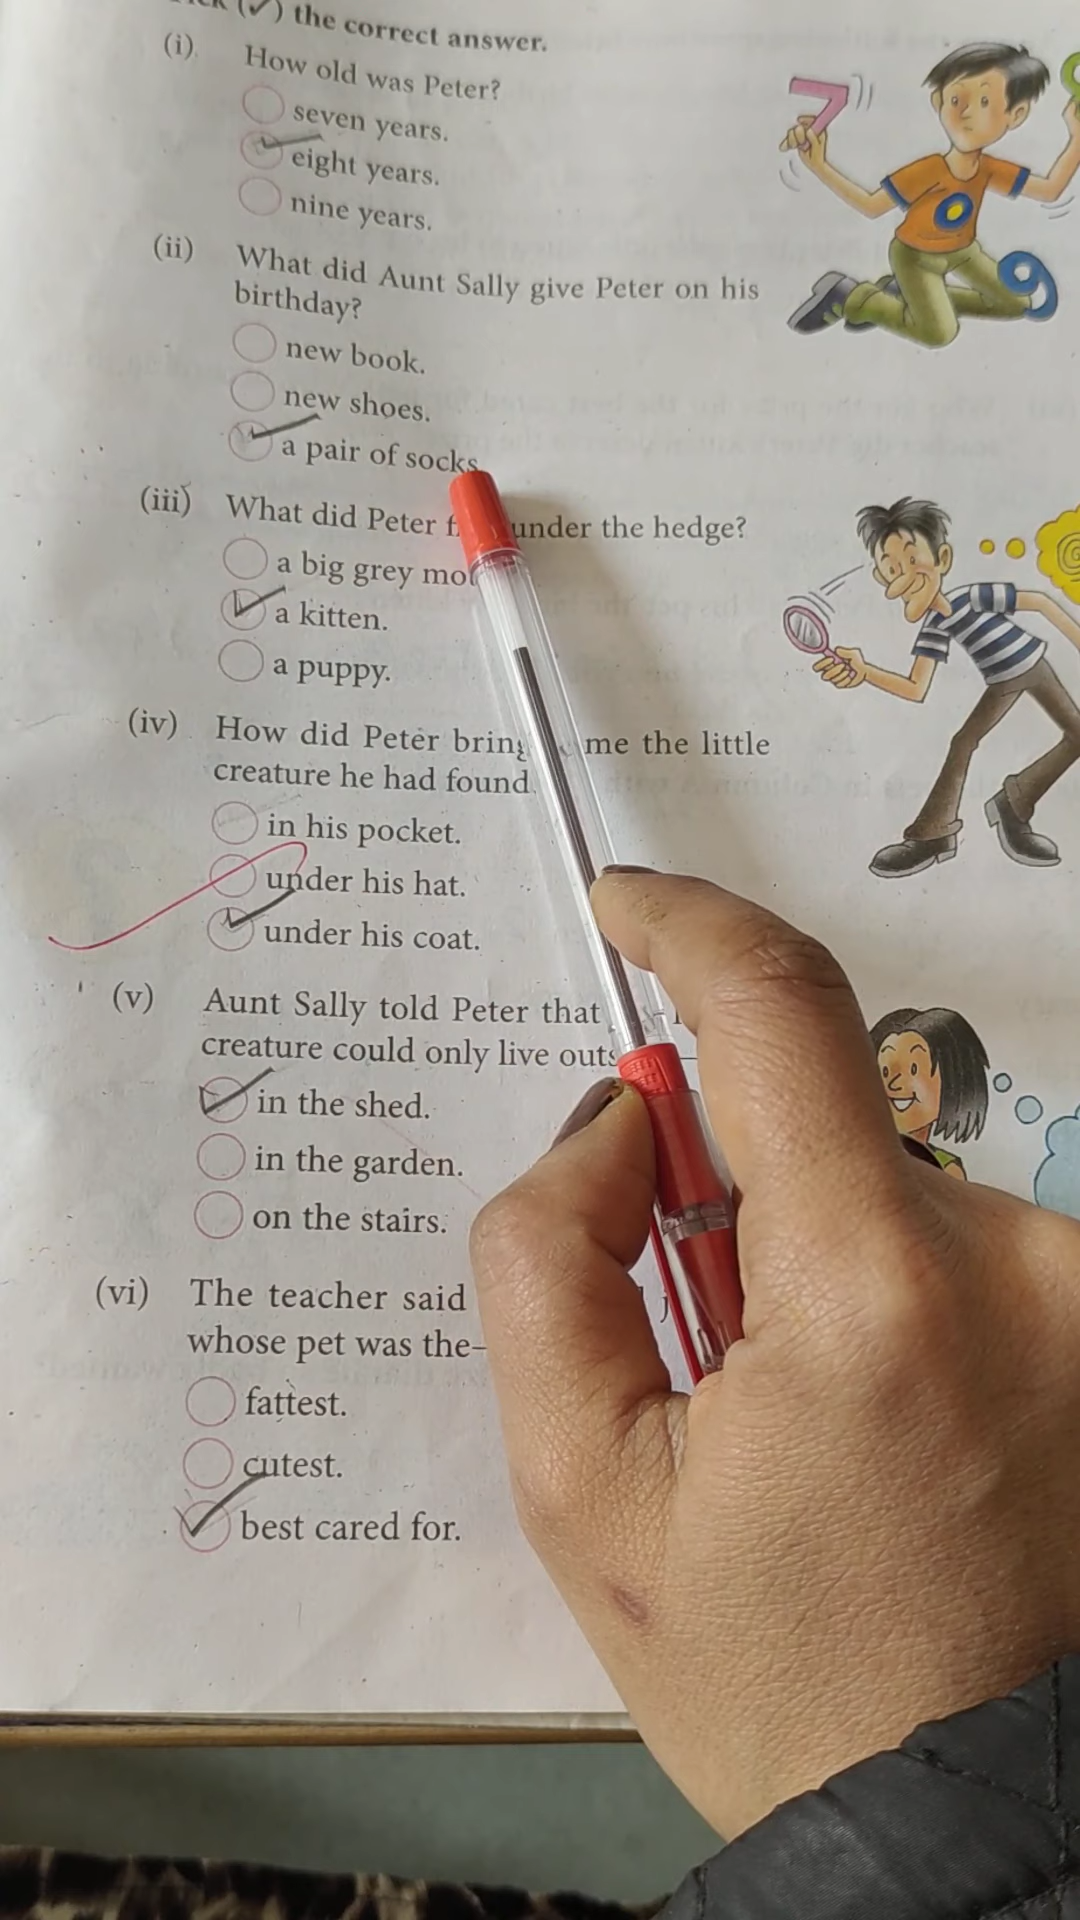 (✓) the correct answer.
(i) How old was Peter?
seven years.
eight years.
nine years.
(ii) What did Aunt Sally give Peter on his
birthday?
new book.
new shoes.
a pair of socks.
(iii) What did Peter under the hedge?
a big grey
a kitten.
a puppy.
(iv) How did Peter the little
creature he had found
in his pocket.
under his hat.
under his coat.
(v) Aunt Sally told Peter that
creature could only live
in the shed.
in the garden.
on the stairs.
(vi) The teacher said
whose pet was the–
fattest.
cutest.
best cared for.
7
9